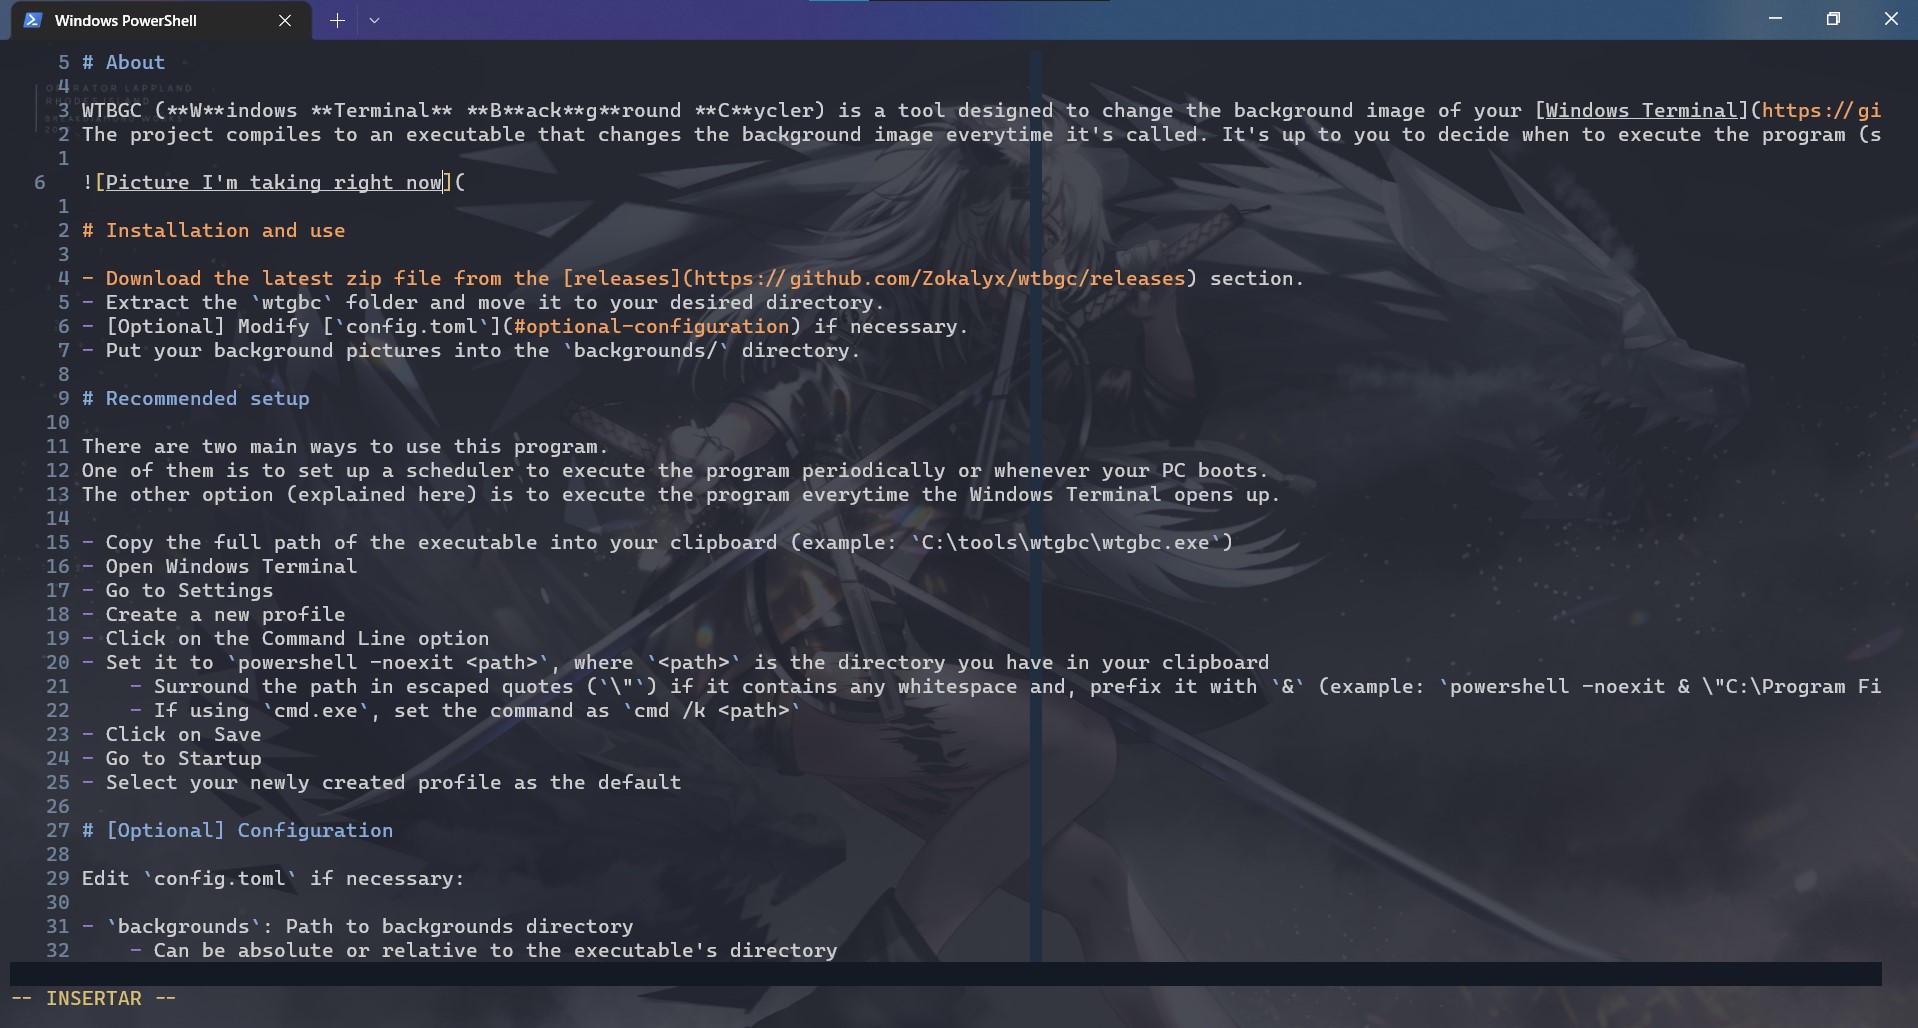 Windows PowerShell
5 # About
4
OPERATOR LAPPLAND
3 WTBGC (**W**indows **Terminal** **B**ack**g**round **C**ycler) is a tool designed to change the background image of your [Windows Terminal](https://gi
2 The project compiles to an executable that changes the background image everytime it's called. It's up to you to decide when to execute the program (s
1
6 ![Picture I'm taking right now](
1
2 # Installation and use
3
4 - Download the latest zip file from the [releases](https://github.com/Zokalyx/wtbgc/releases) section.
5 - Extract the `wtgbc` folder and move it to your desired directory.
6 - [Optional] Modify [`config.toml`](#optional-configuration) if necessary.
7 - Put your background pictures into the `backgrounds/` directory.
8
9 # Recommended setup
10
11 There are two main ways to use this program.
12 One of them is to set up a scheduler to execute the program periodically or whenever your PC boots.
13 The other option (explained here) is to execute the program everytime the Windows Terminal opens up.
14
15 - Copy the full path of the executable into your clipboard (example: `C:\tools\wtgbc\wtgbc.exe`)
16 - Open Windows Terminal
17 - Go to Settings
18 - Create a new profile
19 - Click on the Command Line option
20 - Set it to `powershell -noexit <path>`, where `<path>` is the directory you have in your clipboard
21 - Surround the path in escaped quotes (`\"`) if it contains any whitespace and, prefix it with `&` (example: `powershell -noexit & \"C:\Program Fi
22 - If using `cmd.exe`, set the command as `cmd /k <path>`
23 - Click on Save
24 - Go to Startup
25 - Select your newly created profile as the default
26
27 # [Optional] Configuration
28
29 Edit `config.toml` if necessary:
30
31 - `backgrounds`: Path to backgrounds directory
32 - Can be absolute or relative to the executable's directory
-- INSERTAR --